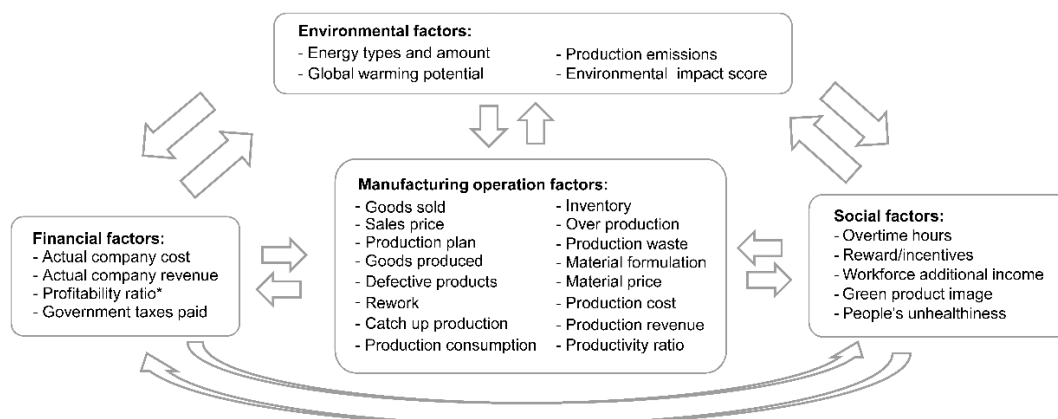 Environmental factors:
- Energy types and amount
- Global warming potential
- Production emissions
- Environmental impact score
Manufacturing operation factors:
- Goods sold
- Sales price
- Production plan
- Goods produced
- Defective products
- Rework
- Catch up production
- Production consumption
- Inventory
- Over production
- Production waste
- Material formulation
- Material price
- Production cost
- Production revenue
- Productivity ratio
Financial factors:
- Actual company cost
- Actual company revenue
- Profitability ratio*
- Government taxes paid
Social factors:
- Overtime hours
- Reward/incentives
- Workforce additional income
- Green product image
- People's unhealthiness